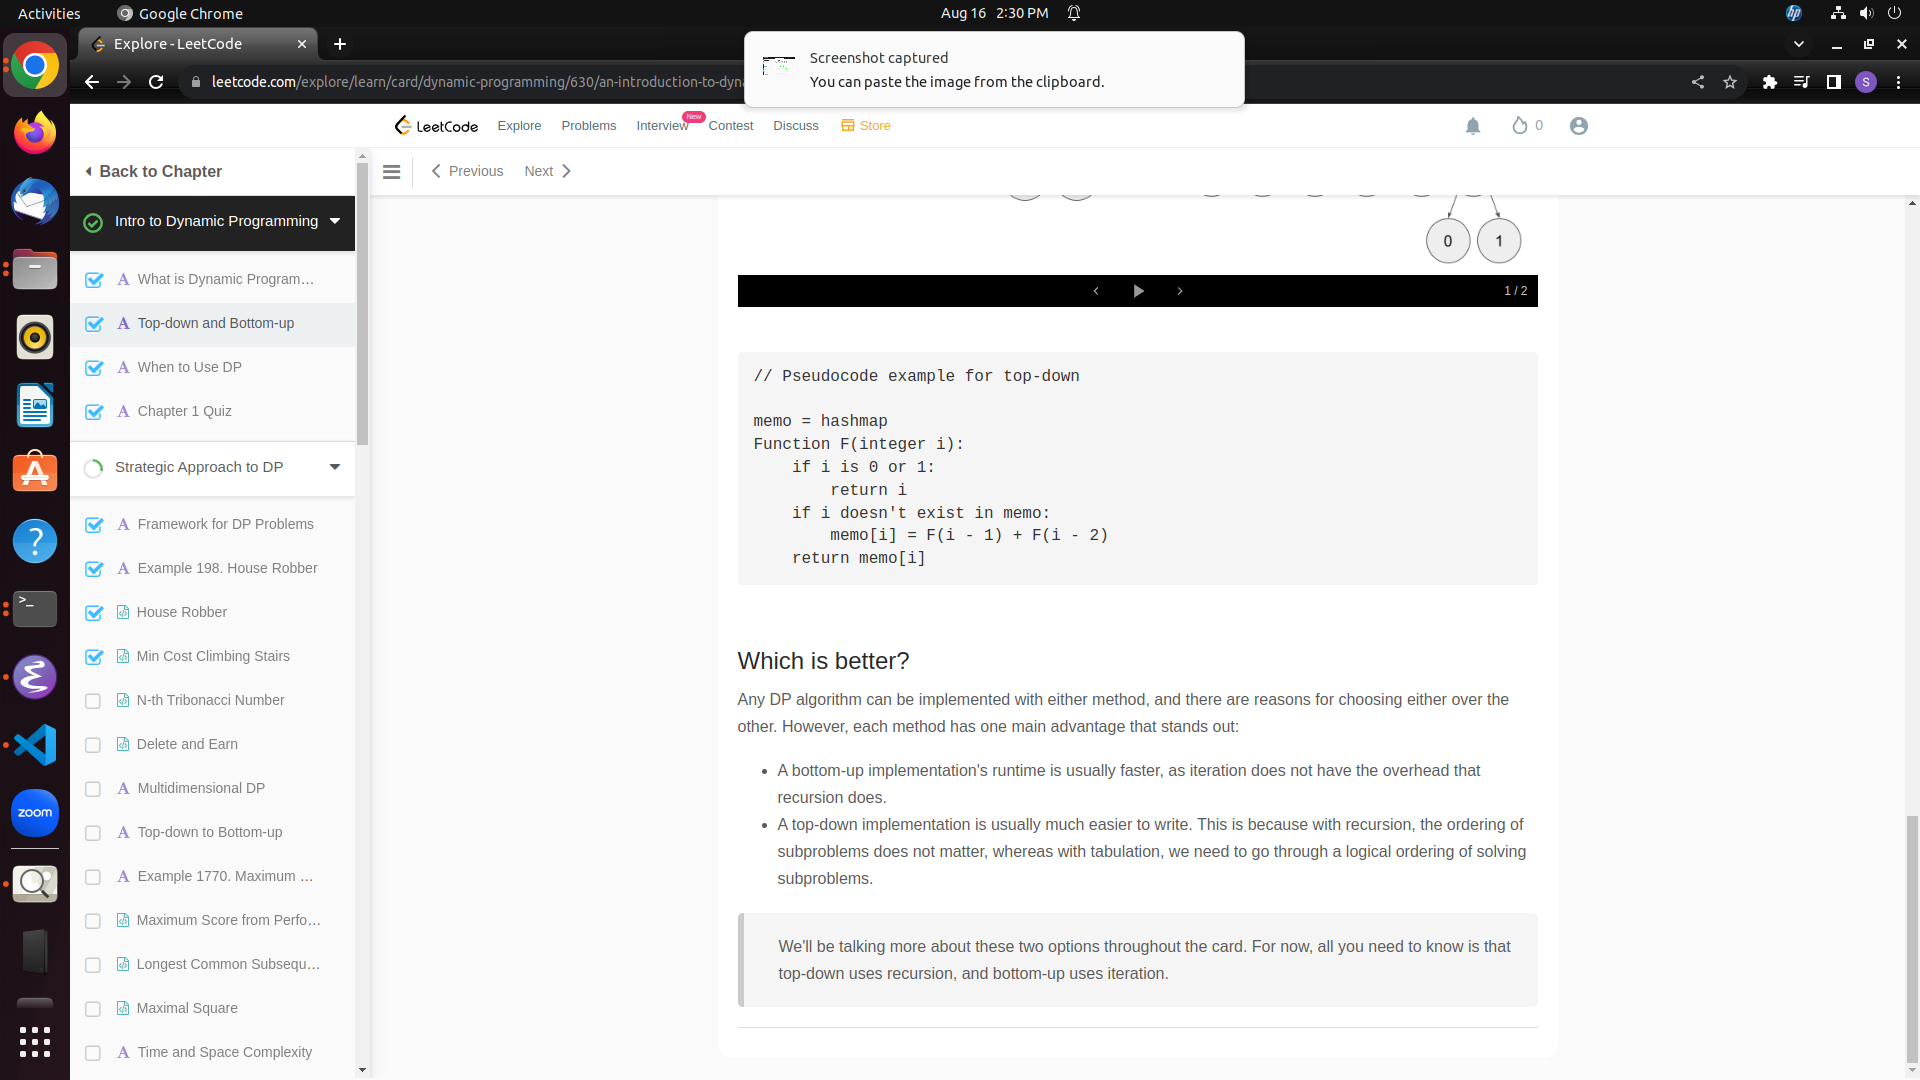 Activities
Google Chrome
Aug 16 2:30 PM
Explore - LeetCode
Screenshot captured
You can paste the image from the clipboard.
leetcode.com/explore/learn/card/dynamic-programming/630/an-introduction-to-dyna
S
LeetCode
Explore
Problems
Interview
New
Contest
Discuss
Store
0
Back to Chapter
Previous
Next
Intro to Dynamic Programming
What is Dynamic Program…
Top-down and Bottom-up
When to Use DP
Chapter 1 Quiz
Strategic Approach to DP
Framework for DP Problems
Example 198. House Robber
House Robber
Min Cost Climbing Stairs
N-th Tribonacci Number
Delete and Earn
Multidimensional DP
Top-down to Bottom-up
Example 1770. Maximum …
Maximum Score from Perfo…
Longest Common Subsequ…
Maximal Square
Time and Space Complexity
zoom
hp
0 1
1 / 2
// Pseudocode example for top-down
memo = hashmap
Function F(integer i):
if i is 0 or 1:
return i
if i doesn't exist in memo:
memo[i] = F(i - 1) + F(i - 2)
return memo[i]
Which is better?
Any DP algorithm can be implemented with either method, and there are reasons for choosing either over the
other. However, each method has one main advantage that stands out:
• A bottom-up implementation's runtime is usually faster, as iteration does not have the overhead that
recursion does.
• A top-down implementation is usually much easier to write. This is because with recursion, the ordering of
subproblems does not matter, whereas with tabulation, we need to go through a logical ordering of solving
subproblems.
We'll be talking more about these two options throughout the card. For now, all you need to know is that
top-down uses recursion, and bottom-up uses iteration.